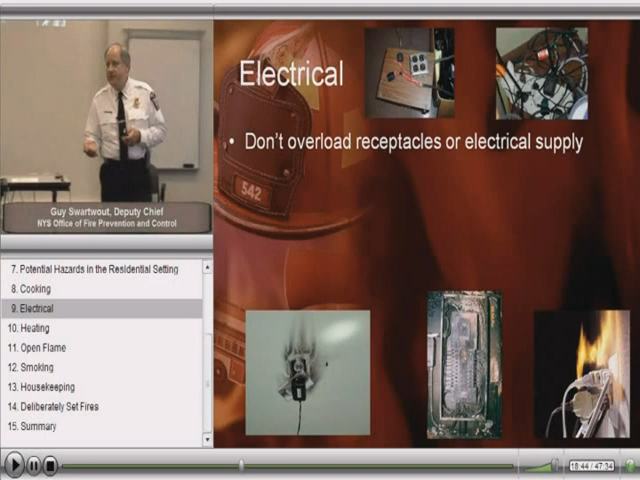 Electrical
• Don't overload receptacles or electrical supply
542
Guy Swartwout, Deputy Chief
NYS Office of Fire Prevention and Control
7. Potential Hazards in the Residential Setting
8. Cooking
9. Electrical
10. Heating
11. Open Flame
12. Smoking
13. Housekeeping
14. Deliberately Set Fires
15. Summary
18:44 / 47:34